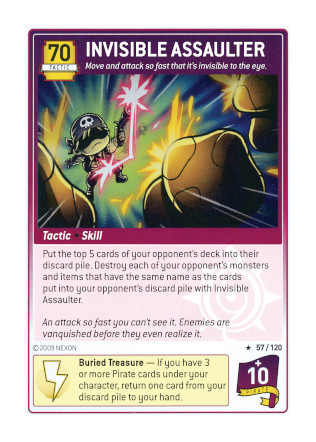 70
TACTIC
INVISIBLE ASSAULTER
Move and attack so fast that it's invisible to the eye.
Tactic • Skill
Put the top 5 cards of your opponent's deck into their
discard pile. Destroy each of your opponent's monsters
and items that have the same name as the cards
put into your opponent's discard pile with Invisible
Assaulter.
An attack so fast you can't see it. Enemies are
vanquished before they even realize it.
©2009 NEXON
★ 57/120
Buried Treasure — If you have 3
or more Pirate cards under your
character, return one card from your
discard pile to your hand.
+
10
PIRATE